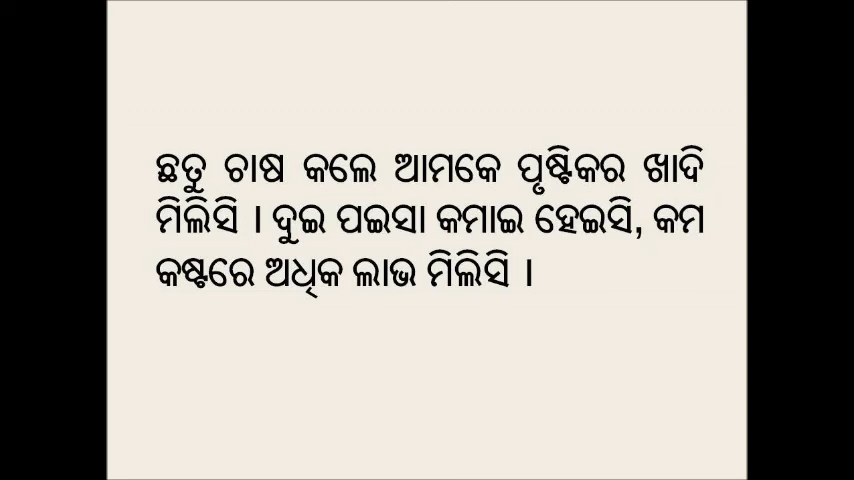 ଛତୁ ଚାଷ କଲେ ଆମକେ ପୃଷ୍ଟିକର ଖାଦି
ମିଲିସି । ଦୁଇ ପଇସା କମାଇ ହେଇସି, କମ
କଷ୍ଟରେ ଅଧିକ ଲାଭ ମିଲିସି ।